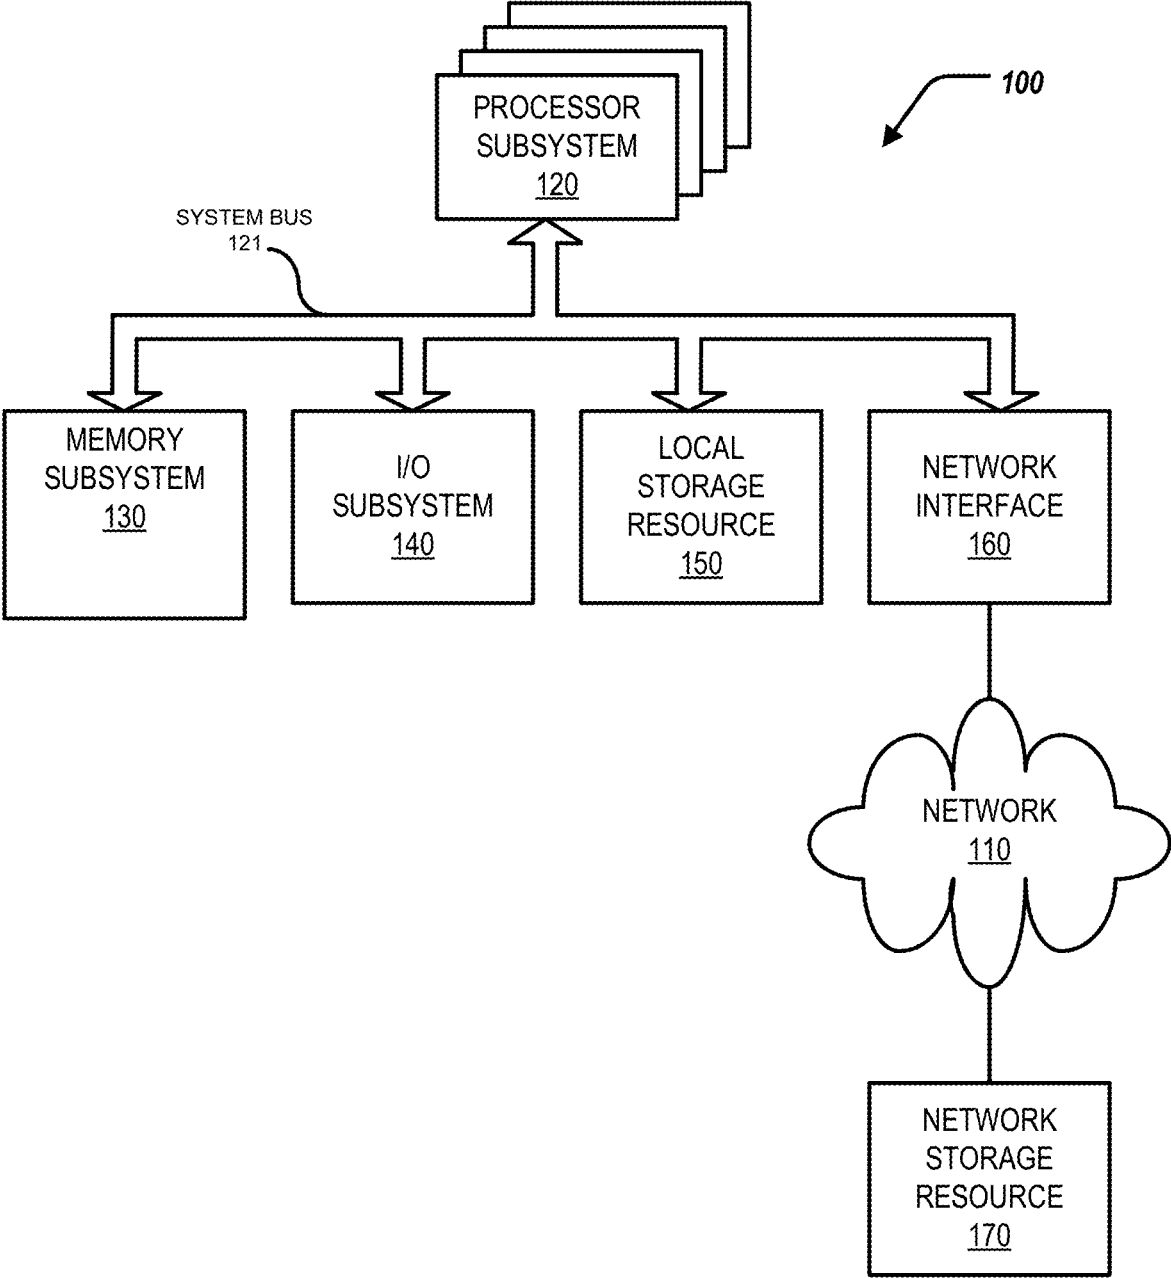 PROCESSOR
SUBSYSTEM
120
100
SYSTEM BUS
121
MEMORY
SUBSYSTEM
130
I/O
SUBSYSTEM
140
LOCAL
STORAGE
RESOURCE
150
NETWORK
INTERFACE
160
NETWORK
110
NETWORK
STORAGE
RESOURCE
170